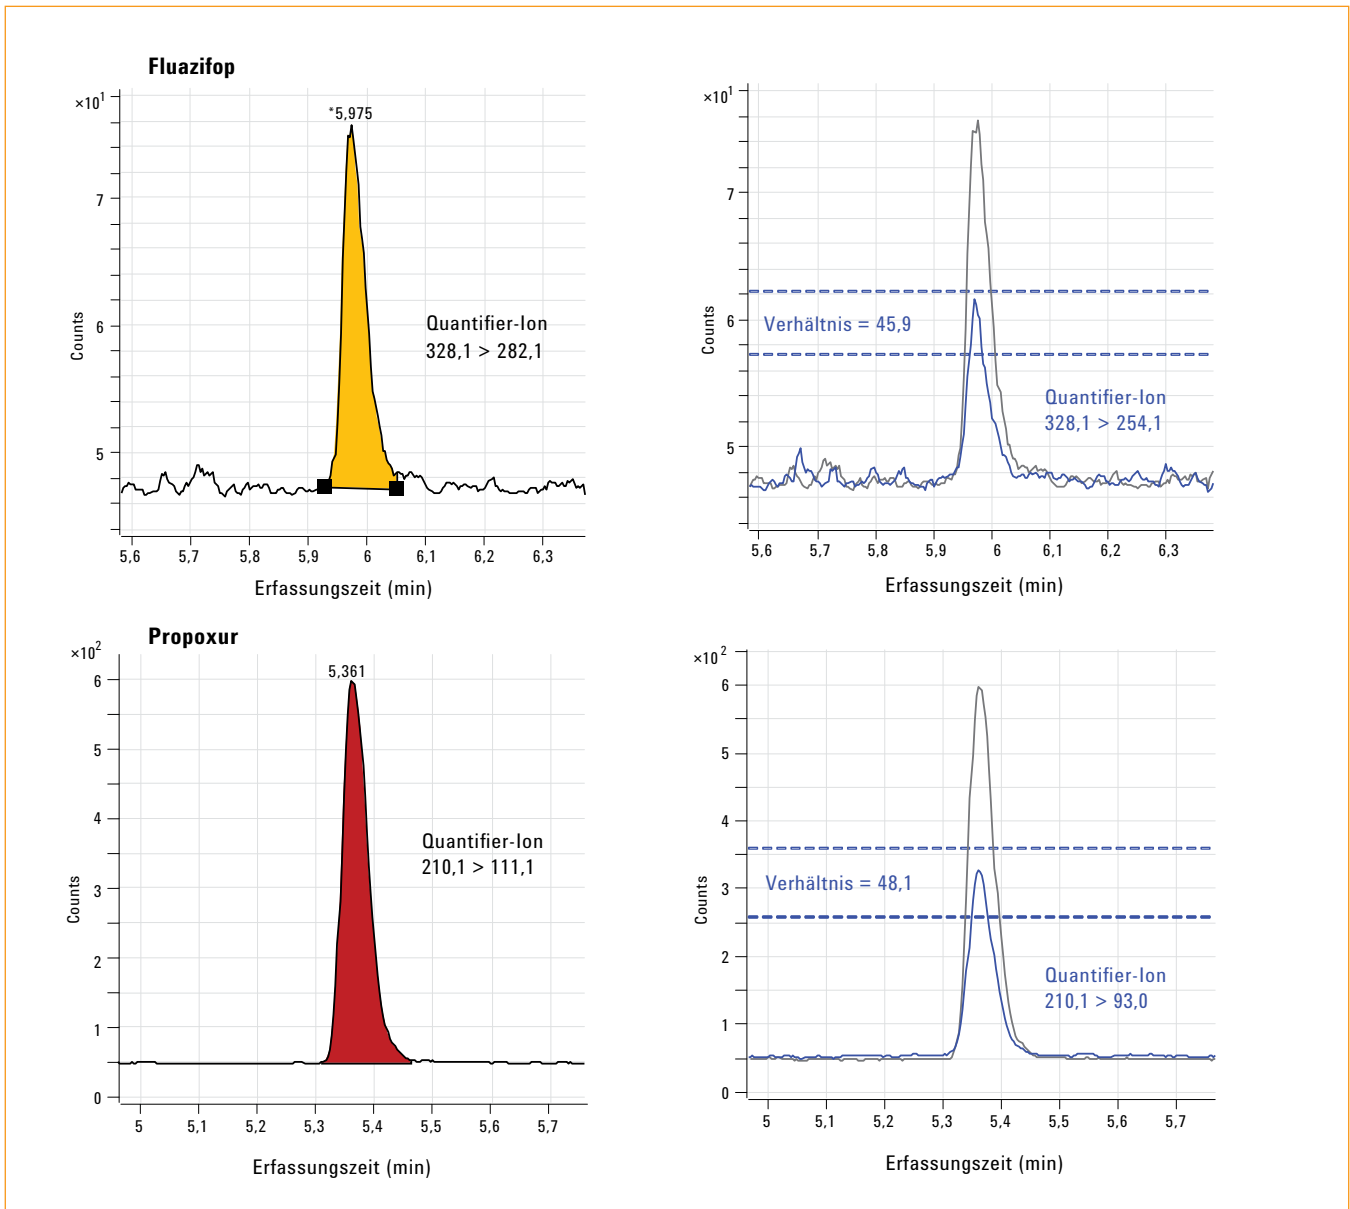 Fluazifop
×10¹
*5,975
7
6
5
Counts
Quantifier-Ion
328,1 > 282,1
5,6 5,7 5,8 5,9 6 6,1 6,2 6,3
Erfassungszeit (min)
×10¹
7
6
5
Counts
Verhältnis = 45,9
Quantifier-Ion
328,1 > 254,1
5,6 5,7 5,8 5,9 6 6,1 6,2 6,3
Erfassungszeit (min)
Propoxur
×10²
5,361
6
5
4
3
2
1
0
Counts
Quantifier-Ion
210,1 > 111,1
5 5,1 5,2 5,3 5,4 5,5 5,6 5,7
Erfassungszeit (min)
×10²
6
5
4
3
2
1
0
Counts
Verhältnis = 48,1
Quantifier-Ion
210,1 > 93,0
5 5,1 5,2 5,3 5,4 5,5 5,6 5,7
Erfassungszeit (min)